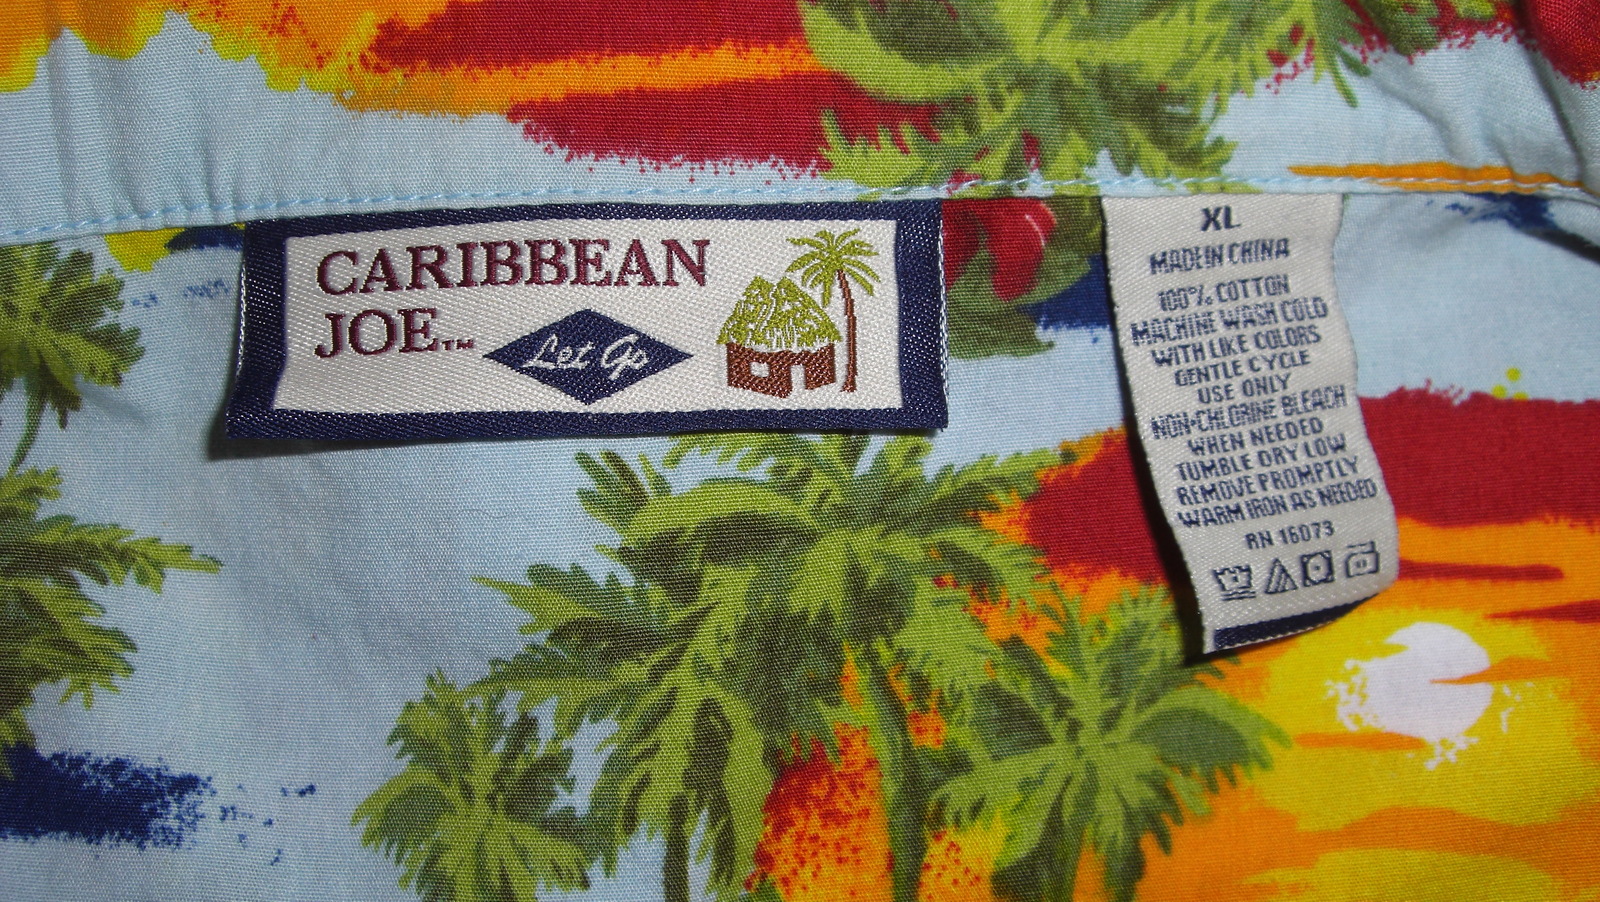 CARIBBEAN
JOE™
Let Go
XL
MADE IN CHINA
100% COTTON
MACHINE WASH COLD
WITH LIKE COLORS
GENTLE CYCLE
USE ONLY
NON-CHLORINE BLEACH
WHEN NEEDED
TUMBLE DRY LOW
REMOVE PROMPTLY
WARM IRON AS NEEDED
RN 16073